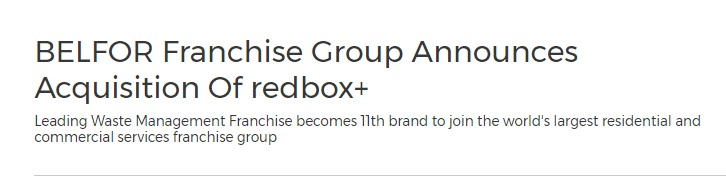 BELFOR Franchise Group Announces
Acquisition Of redbox+
Leading Waste Management Franchise becomes 11th brand to join the world's largest residential and
commercial services franchise group